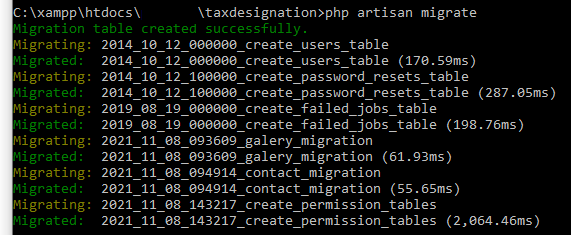 C:\xampp\htdocs\ \taxdesignation>php artisan migrate
Migration table created successfully.
Migrating: 2014_10_12_000000_create_users_table
Migrated: 2014_10_12_000000_create_users_table (170.59ms)
Migrating: 2014_10_12_100000_create_password_resets_table
Migrated: 2014_10_12_100000_create_password_resets_table (287.05ms)
Migrating: 2019_08_19_000000_create_failed_jobs_table
Migrated: 2019_08_19_000000_create_failed_jobs_table (198.76ms)
Migrating: 2021_11_08_093609_galery_migration
Migrated: 2021_11_08_093609_galery_migration (61.93ms)
Migrating: 2021_11_08_094914_contact_migration
Migrated: 2021_11_08_094914_contact_migration (55.65ms)
Migrating: 2021_11_08_143217_create_permission_tables
Migrated: 2021_11_08_143217_create_permission_tables (2,064.46ms)